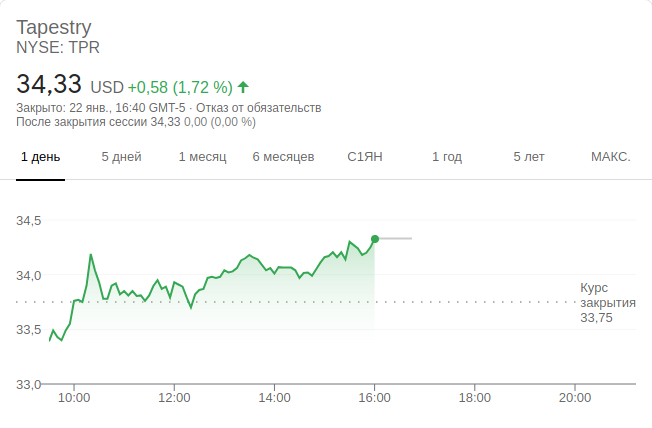 Tapestry
NYSE: TPR
34,33 USD +0,58 (1,72 %)
Закрыто: 22 янв., 16:40 GMT-5 · Отказ от обязательств
После закрытия сессии 34,33 0,00 (0,00 %)
1 день 5 дней 1 месяц 6 месяцев С1ЯН 1 год 5 лет МАКС.
34,5
34,0
Курс
закрытия
33,75
33,5
33,0
10:00 12:00 14:00 16:00 18:00 20:00